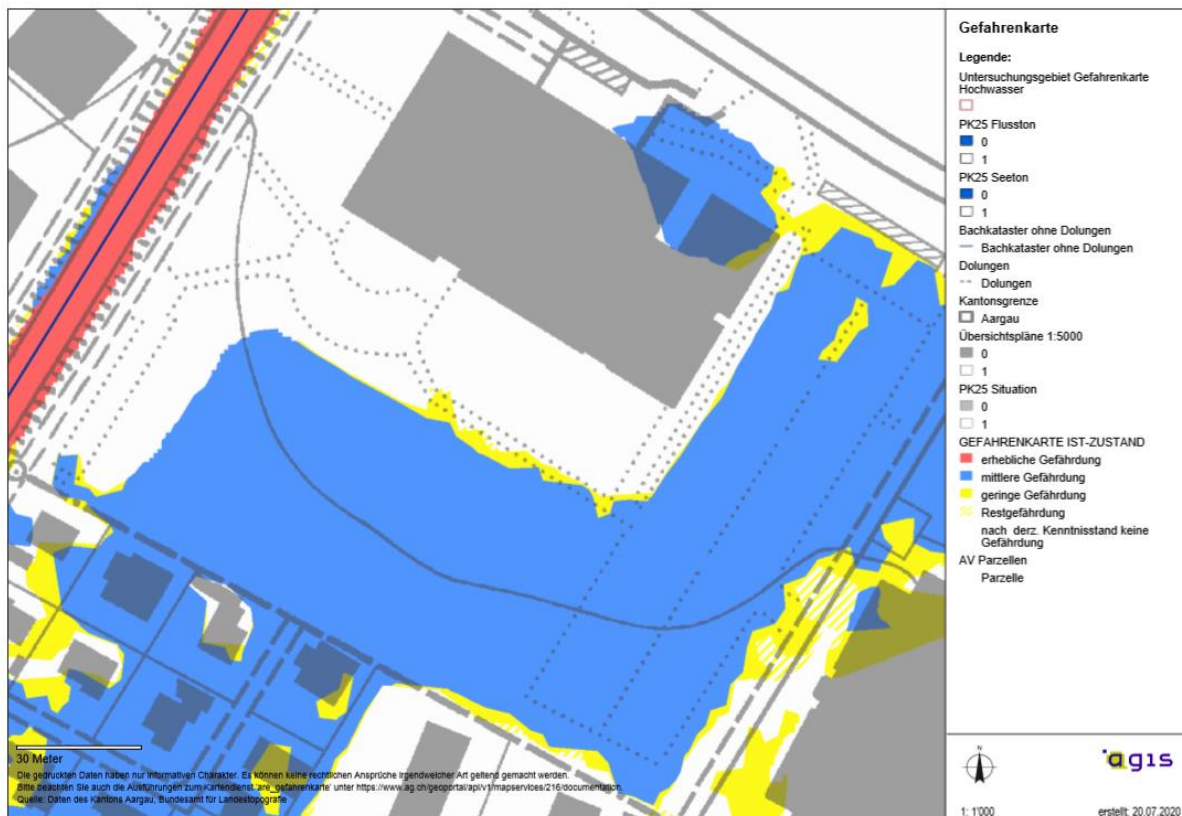 Gefahrenkarte
Legende:
Untersuchungsgebiet Gefahrenkarte
Hochwasser
PK25 Flusston
0
1
PK25 Seeton
0
1
Bachkataster ohne Dolungen
Bachkataster ohne Dolungen
Dolungen
Dolungen
Kantonsgrenze
Aargau
Übersichtspläne 1:5000
0
1
PK25 Situation
0
1
GEFAHRENKARTE IST-ZUSTAND
erhebliche Gefährdung
mittlere Gefährdung
geringe Gefährdung
Restgefährdung
nach derz. Kenntnisstand keine
Gefährdung
AV Parzellen
Parzelle
30 Meter
Die gedruckten Daten haben nur informativen Charakter. Es können keine rechtlichen Ansprüche irgendwelcher Art geltend gemacht werden.
Bitte beachten Sie auch die Ausführungen zum Kartendienst 'are_gefahrenkarte' unter https://www.ag.ch/geoportal/api/v1/mapservices/216/documentation.
Quelle: Daten des Kantons Aargau, Bundesamt für Landestopografie
N
agis
1: 1'000
erstellt: 20.07.2020